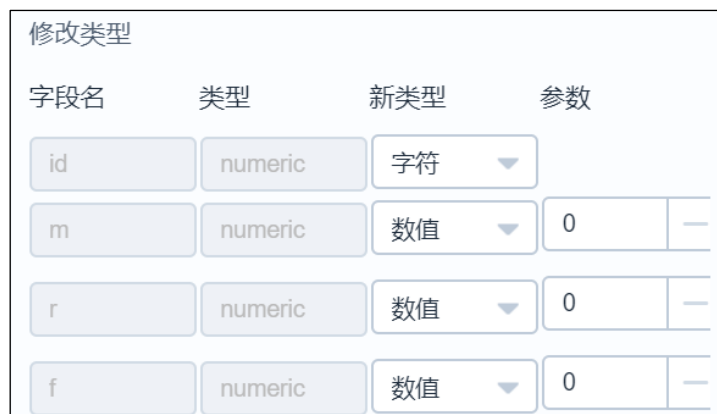 修改类型
字段名 类型 新类型 参数
id numeric 字符
m numeric 数值 0
r numeric 数值 0
f numeric 数值 0